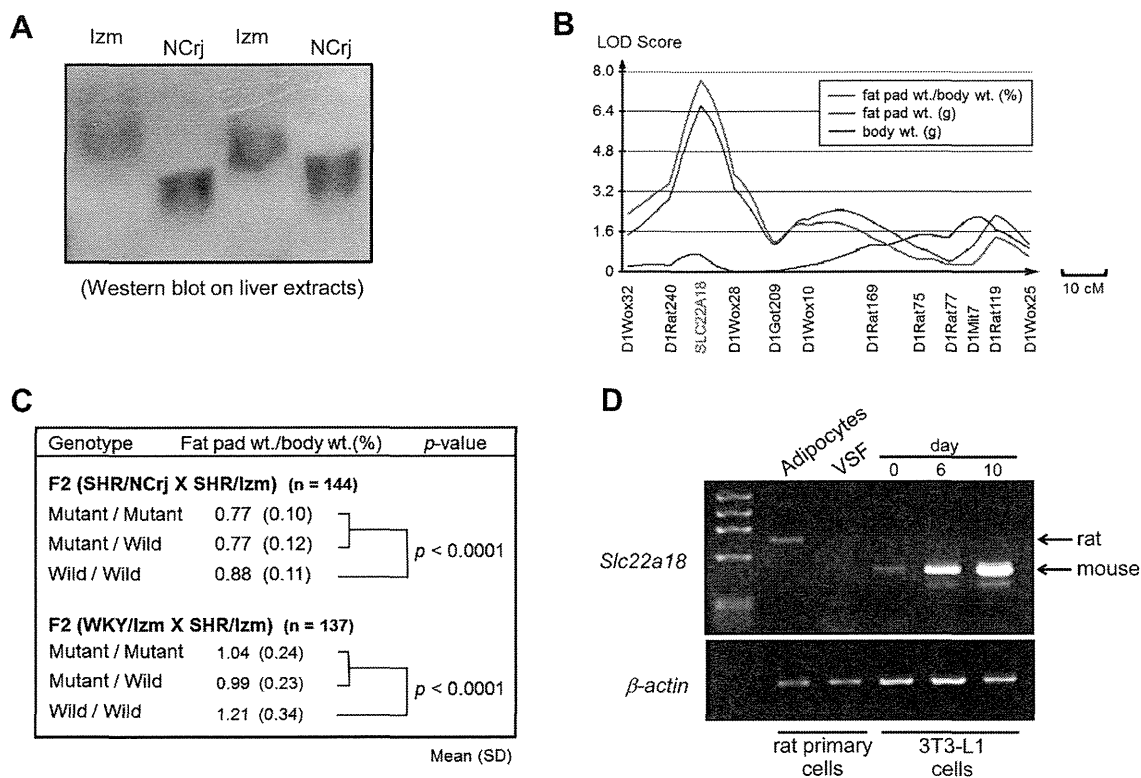 A
Izm NCrj Izm NCrj
(Western blot on liver extracts)
B
LOD Score
8.0
6.4
4.8
3.2
1.6
0
fat pad wt./body wt. (%)
fat pad wt. (g)
body wt. (g)
10 cM
D1Wox32
D1Rat240
SLC22A18
D1Wox28
D1Got209
D1Wox10
D1Rat169
D1Rat75
D1Rat77
D1Mit7
D1Rat119
D1Wox25
C
Genotype Fat pad wt./body wt.(%) p-value
F2 (SHR/NCrj X SHR/Izm) (n = 144)
Mutant / Mutant 0.77 (0.10)
Mutant / Wild 0.77 (0.12)
p < 0.0001
Wild / Wild 0.88 (0.11)
F2 (WKY/Izm X SHR/Izm) (n = 137)
Mutant / Mutant 1.04 (0.24)
Mutant / Wild 0.99 (0.23)
p < 0.0001
Wild / Wild 1.21 (0.34)
Mean (SD)
D
Adipocytes
VSF
day
0 6 10
Slc22a18
rat
mouse
β-actin
rat primary
cells
3T3-L1
cells